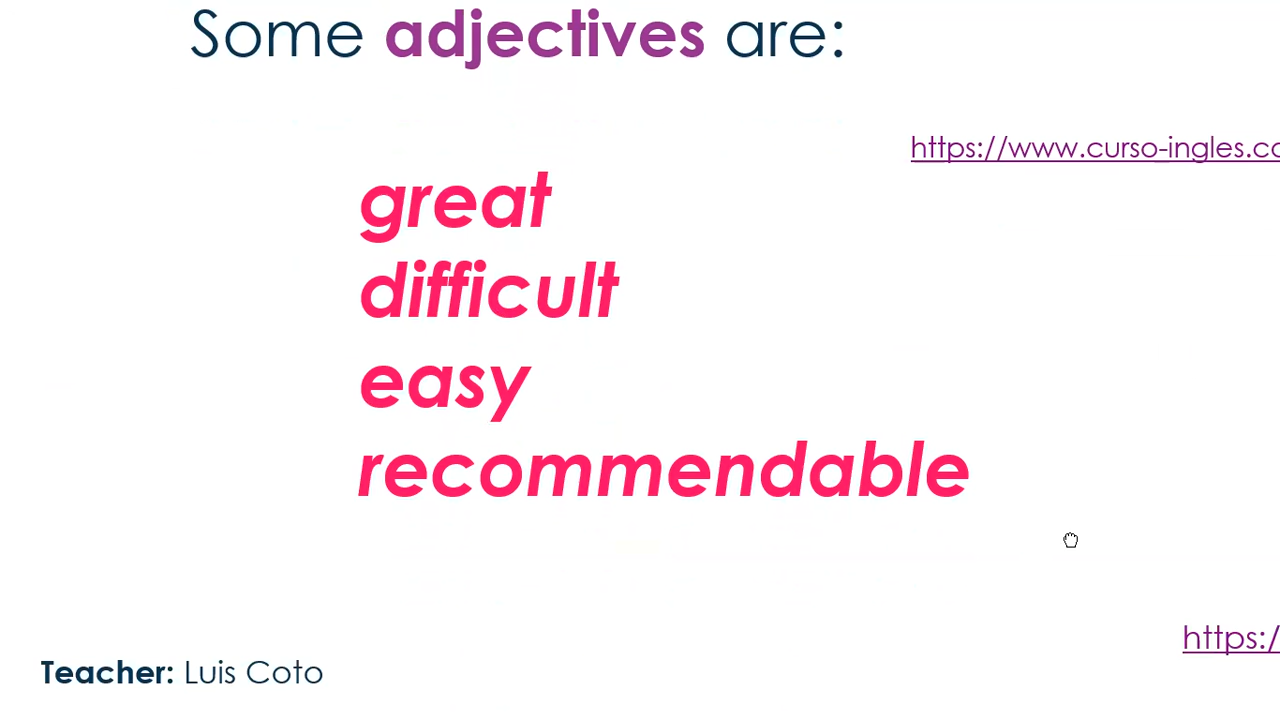 Some adjectives are:
https://www.curso-ingles.co
great
difficult
easy
recommendable
https:/
Teacher: Luis Coto